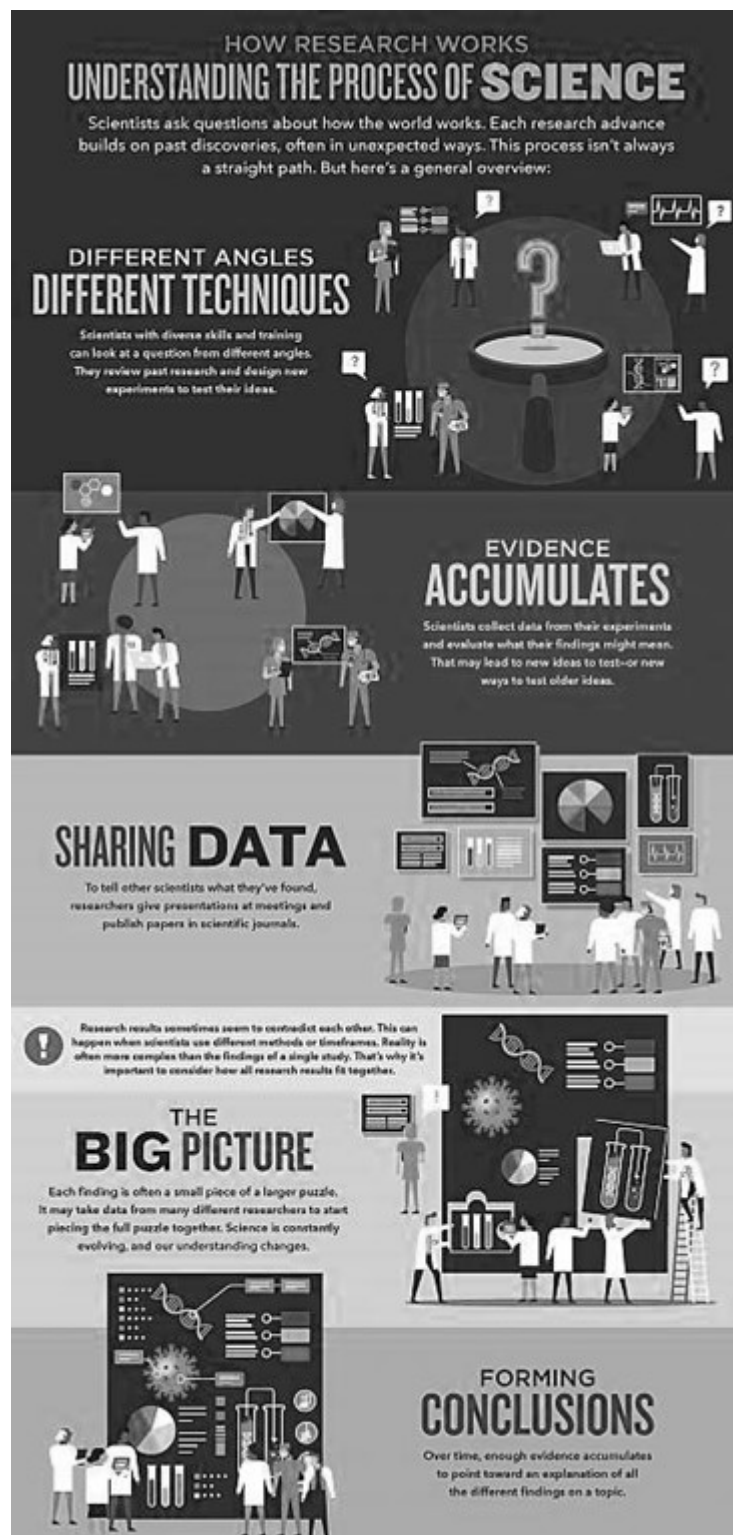 HOW RESEARCH WORKS
UNDERSTANDING THE PROCESS OF SCIENCE
Scientists ask questions about how the world works. Each research advance
builds on past discoveries, often in unexpected ways. This process isn't always
a straight path. But here's a general overview:
?
?
DIFFERENT ANGLES
DIFFERENT TECHNIQUES
Scientists with diverse skills and training
can look at a question from different angles.
They review past research and design new
experiments to test their ideas.
?
?
?
EVIDENCE
ACCUMULATES
Scientists collect data from their experiments
and evaluate what their findings might mean.
That may lead to new ideas to test—or new
ways to test older ideas.
SHARING DATA
To tell other scientists what they've found,
researchers give presentations at meetings and
publish papers in scientific journals.
!
Research results sometimes seem to contradict each other. This can
happen when scientists use different methods or timeframes. Reality is
often more complex than the findings of a single study. That's why it's
important to consider how all research results fit together.
!
THE
BIG PICTURE
Each finding is often a small piece of a larger puzzle.
It may take data from many different researchers to start
piecing the full puzzle together. Science is constantly
evolving, and our understanding changes.
FORMING
CONCLUSIONS
Over time, enough evidence accumulates
to point toward an explanation of all
the different findings on a topic.